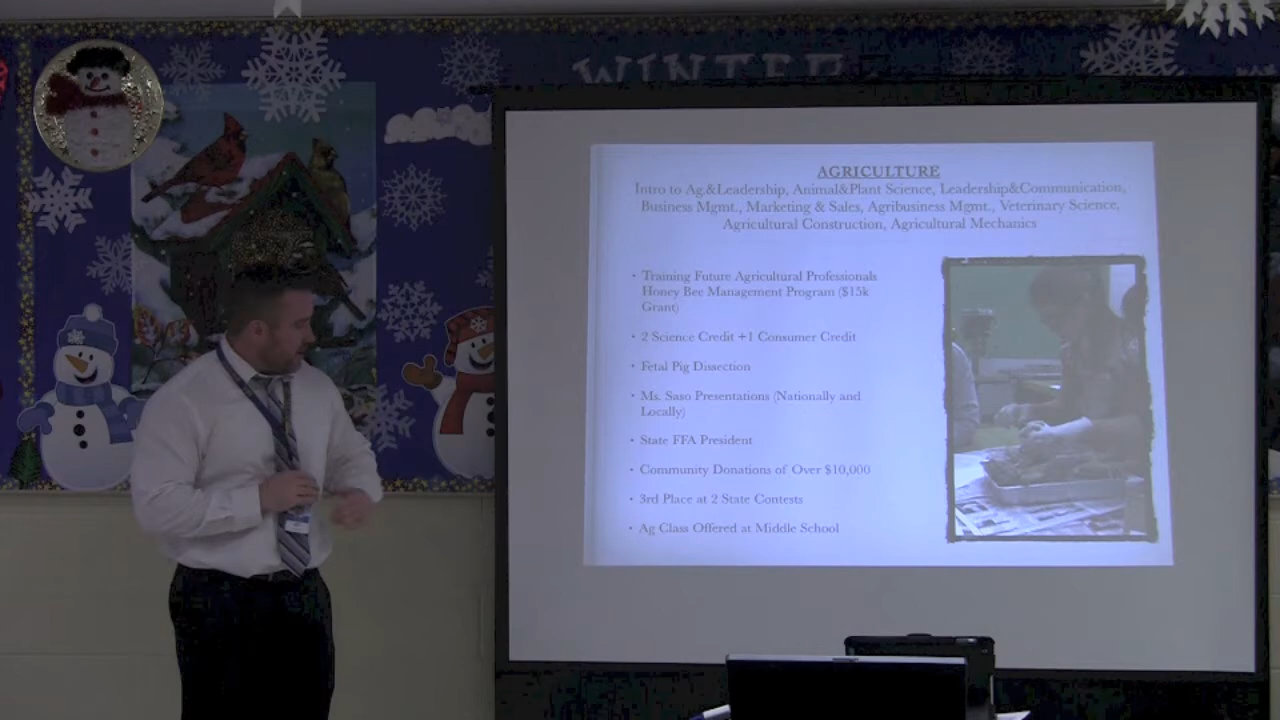 WINTER
AGRICULTURE
Intro to Ag.&Leadership, Animal&Plant Science, Leadership&Communication,
Business Mgmt., Marketing & Sales, Agribusiness Mgmt., Veterinary Science,
Agricultural Construction, Agricultural Mechanics
• Training Future Agricultural Professionals
Honey Bee Management Program ($15k
Grant)
• 2 Science Credit +1 Consumer Credit
• Fetal Pig Dissection
• Ms. Saso Presentations (Nationally and
Locally)
• State FFA President
• Community Donations of Over $10,000
• 3rd Place at 2 State Contests
• Ag Class Offered at Middle School